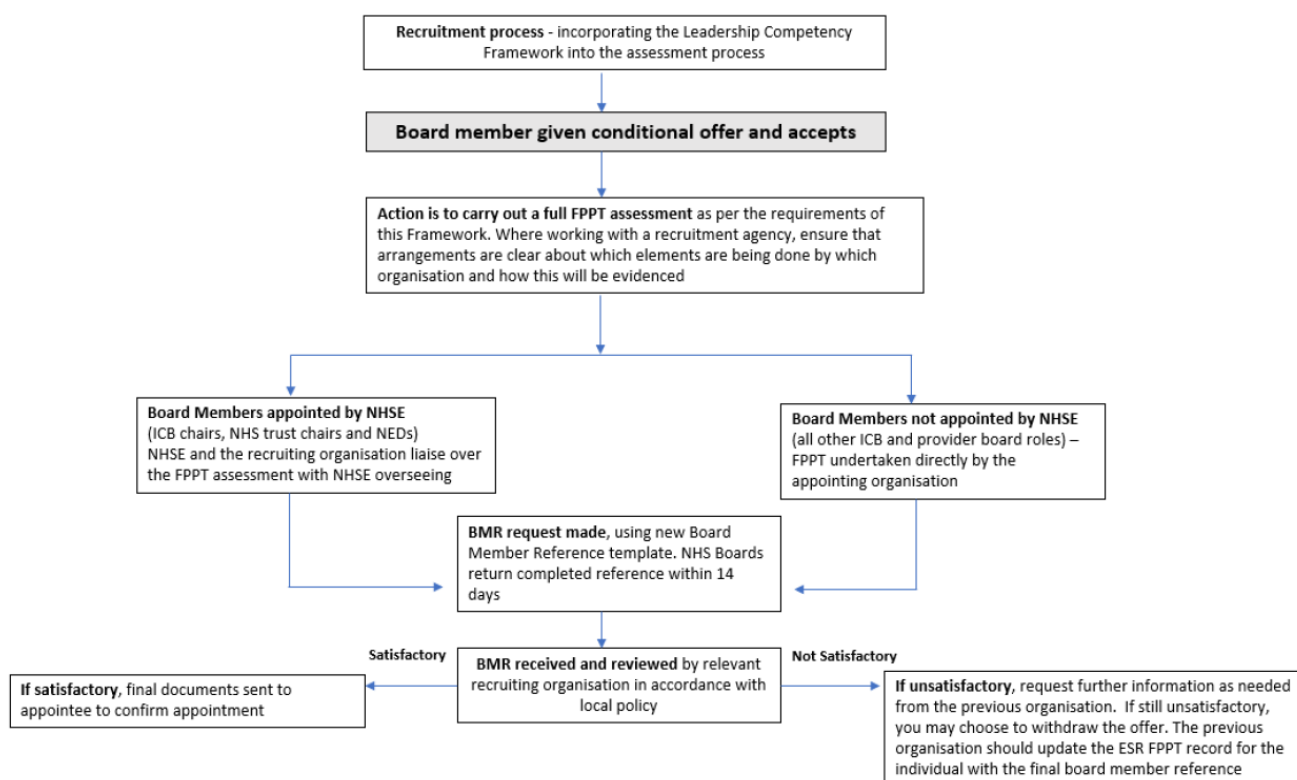 Recruitment process - incorporating the Leadership Competency
Framework into the assessment process
Board member given conditional offer and accepts
Action is to carry out a full FPPT assessment as per the requirements of
this Framework. Where working with a recruitment agency, ensure that
arrangements are clear about which elements are being done by which
organisation and how this will be evidenced
Board Members appointed by NHSE
(ICB chairs, NHS trust chairs and NEDs)
NHSE and the recruiting organisation liaise over
the FPPT assessment with NHSE overseeing
Board Members not appointed by NHSE
(all other ICB and provider board roles) –
FPPT undertaken directly by the
appointing organisation
BMR request made, using new Board
Member Reference template. NHS Boards
return completed reference within 14
days
Satisfactory
BMR received and reviewed by relevant
recruiting organisation in accordance with
local policy
Not Satisfactory
If satisfactory, final documents sent to
appointee to confirm appointment
If unsatisfactory, request further information as needed
from the previous organisation. If still unsatisfactory,
you may choose to withdraw the offer. The previous
organisation should update the ESR FPPT record for the
individual with the final board member reference